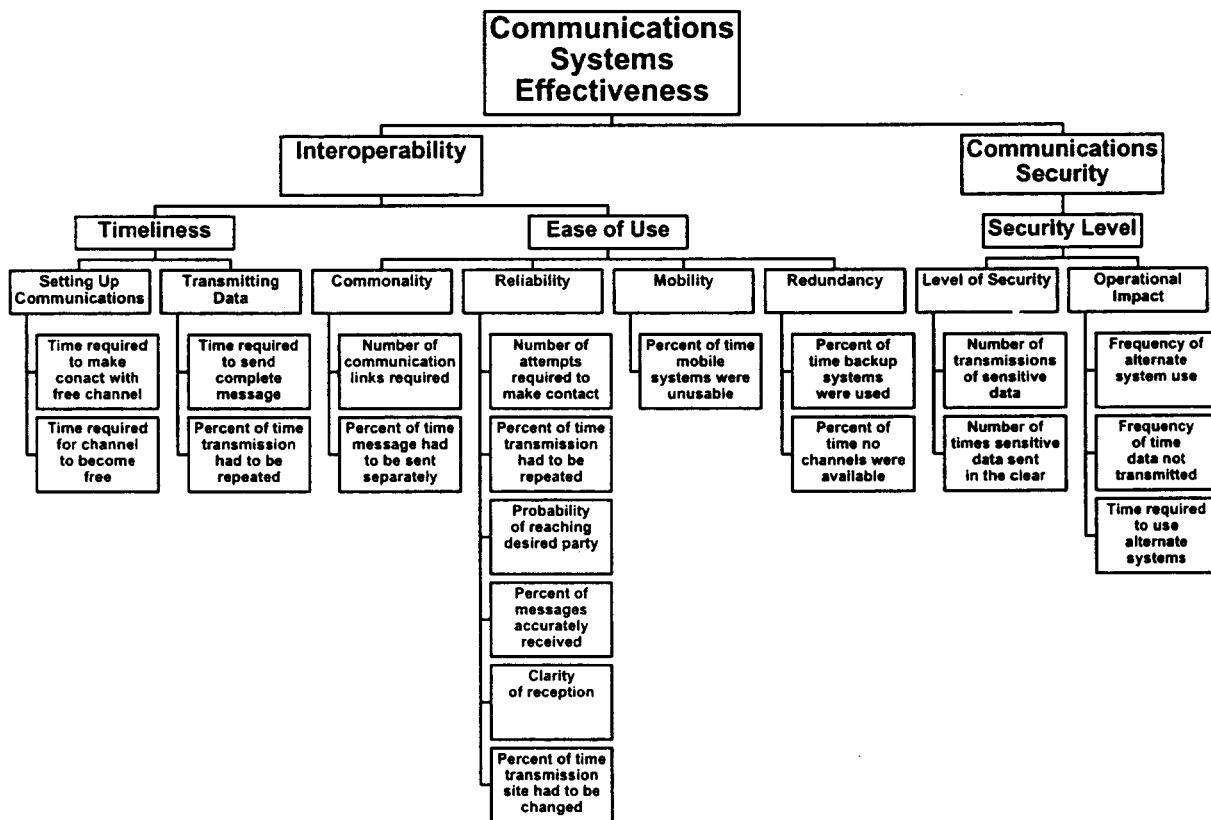 Communications
Systems
Effectiveness
Interoperability
Communications
Security
Timeliness
Ease of Use
Security Level
Setting Up
Communications
Transmitting
Data
Commonality
Reliability
Mobility
Redundancy
Level of Security
Operational
Impact
Time required
to make
conact with
free channel
Time required
for channel
to become
free
Time required
to send
complete
message
Percent of time
transmission
had to be
repeated
Number of
communication
links required
Percent of time
message had
to be sent
separately
Number of
attempts
required to
make contact
Percent of time
transmission
had to be
repeated
Probability
of reaching
desired party
Percent of
messages
accurately
received
Clarity
of reception
Percent of time
transmission
site had to be
changed
Percent of time
mobile
systems were
unusable
Percent of
time backup
systems
were used
Percent of
time no
channels were
available
Number of
transmissions
of sensitive
data
Number of
times sensitive
data sent
in the clear
Frequency of
alternate
system use
Frequency
of time
data not
transmitted
Time required
to use
alternate
systems